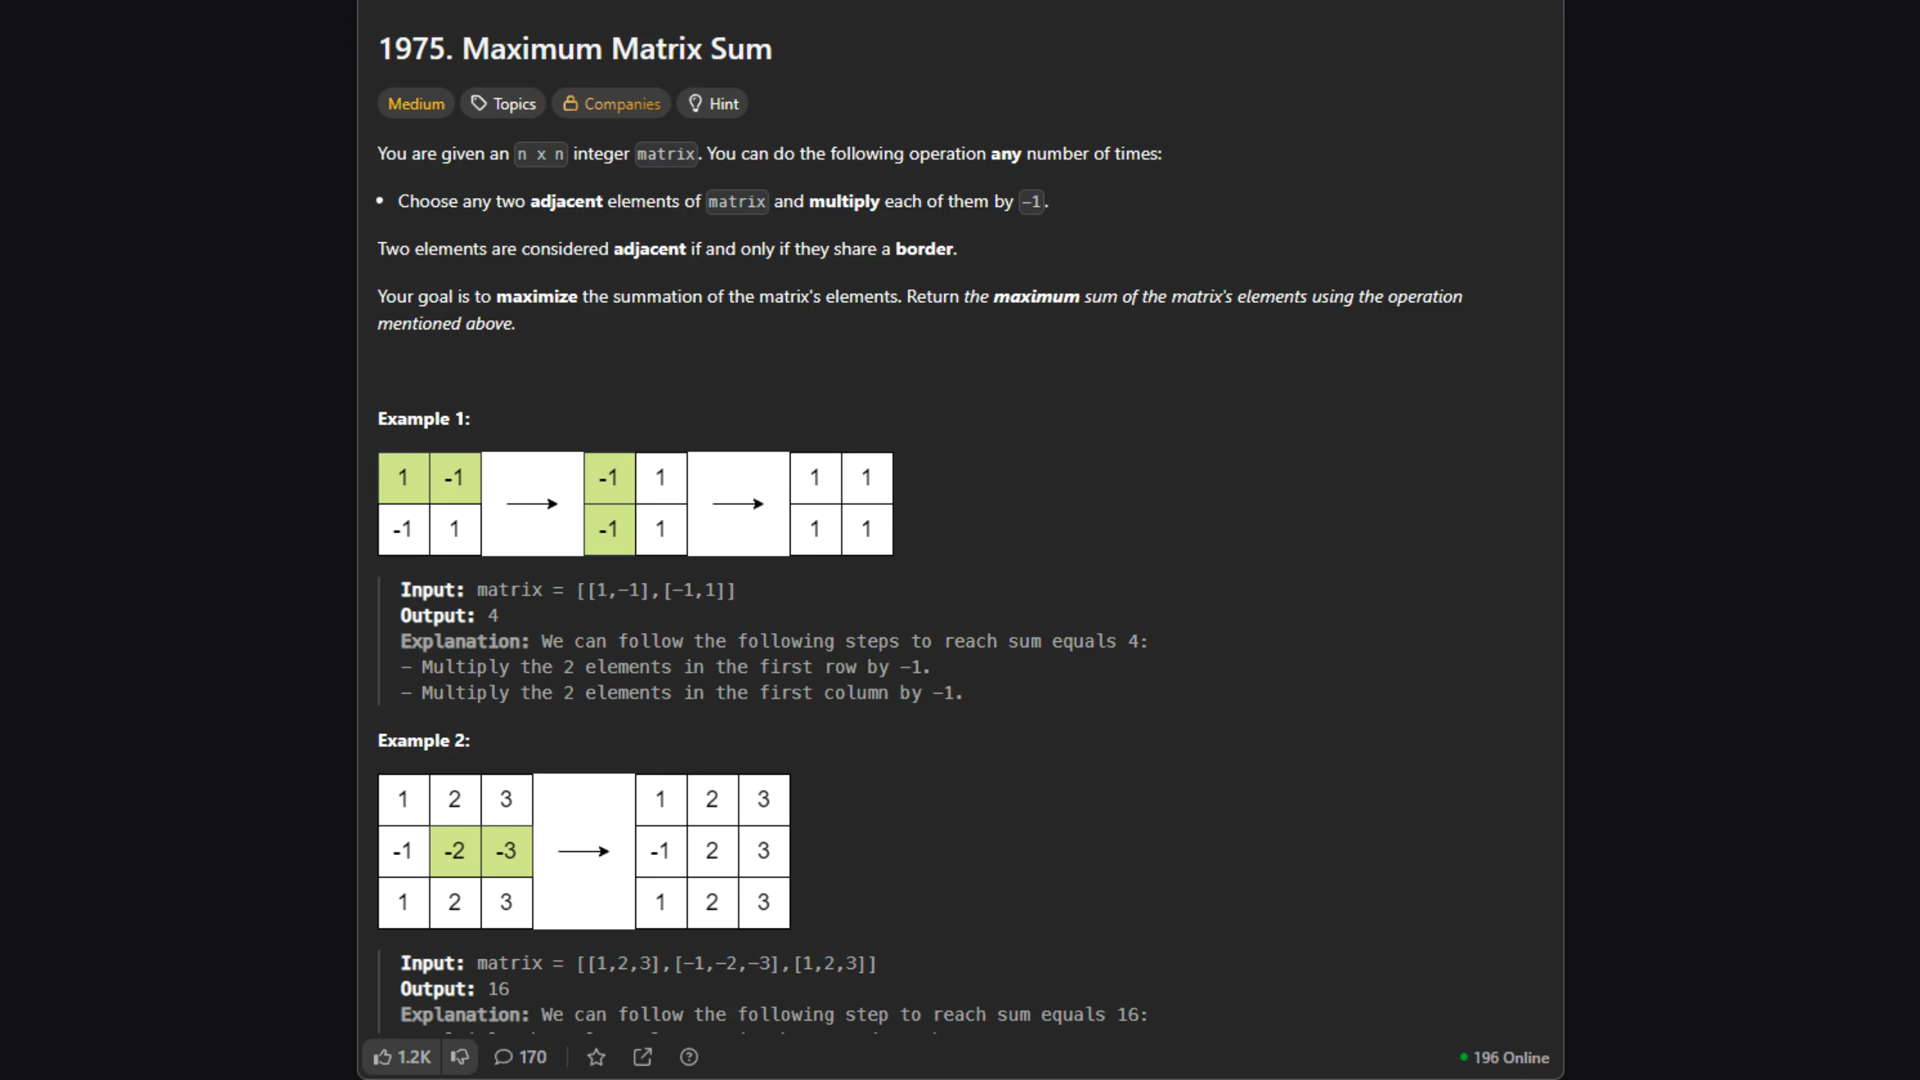 1975. Maximum Matrix Sum
Medium Topics Companies Hint
You are given an n x n integer matrix. You can do the following operation any number of times:
• Choose any two adjacent elements of matrix and multiply each of them by -1.
Two elements are considered adjacent if and only if they share a border.
Your goal is to maximize the summation of the matrix's elements. Return the maximum sum of the matrix's elements using the operation
mentioned above.
Example 1:
1 -1 -1 1 1 1
-1 1 -1 1 1 1
Input: matrix = [[1,-1],[-1,1]]
Output: 4
Explanation: We can follow the following steps to reach sum equals 4:
- Multiply the 2 elements in the first row by -1.
- Multiply the 2 elements in the first column by -1.
Example 2:
1 2 3 1 2 3
-1 -2 -3 -1 2 3
1 2 3 1 2 3
Input: matrix = [[1,2,3],[-1,-2,-3],[1,2,3]]
Output: 16
Explanation: We can follow the following step to reach sum equals 16:
1.2K 170 196 Online